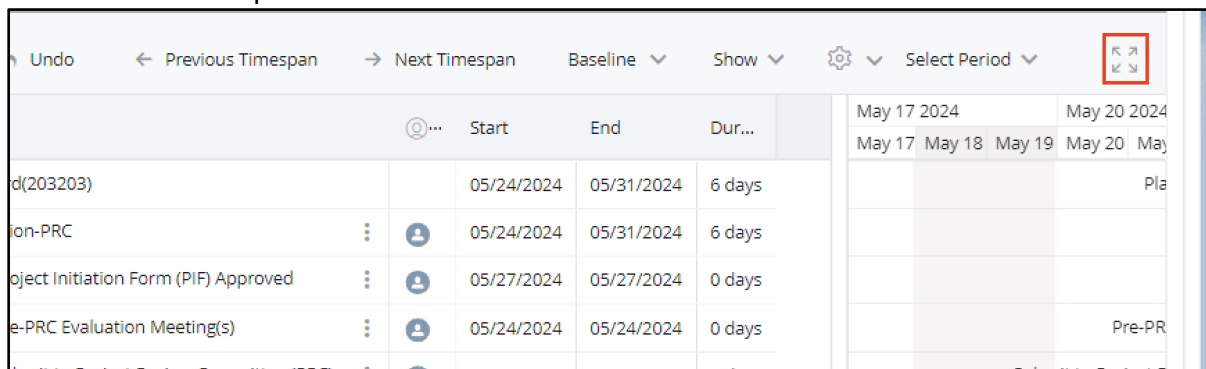 Undo ← Previous Timespan → Next Timespan Baseline Show Select Period
May 17 2024 May 20 2024
... Start End Dur...
May 17 May 18 May 19 May 20 May
rd(203203) 05/24/2024 05/31/2024 6 days Pla
ion-PRC 05/24/2024 05/31/2024 6 days
oject Initiation Form (PIF) Approved 05/27/2024 05/27/2024 0 days
e-PRC Evaluation Meeting(s) 05/24/2024 05/24/2024 0 days Pre-PR